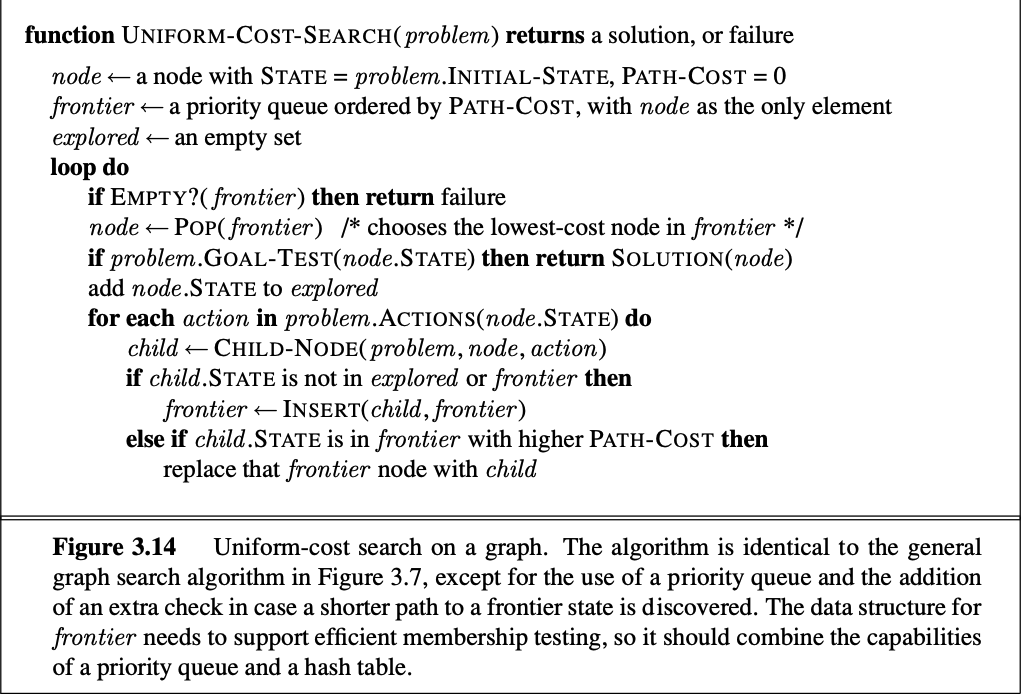 function UNIFORM-COST-SEARCH(problem) returns a solution, or failure
node ← a node with STATE = problem.INITIAL-STATE, PATH-COST = 0
frontier ← a priority queue ordered by PATH-COST, with node as the only element
explored ← an empty set
loop do
if EMPTY?(frontier) then return failure
node ← POP(frontier) /* chooses the lowest-cost node in frontier */
if problem.GOAL-TEST(node.STATE) then return SOLUTION(node)
add node.STATE to explored
for each action in problem.ACTIONS(node.STATE) do
child ← CHILD-NODE(problem, node, action)
if child.STATE is not in explored or frontier then
frontier ← INSERT(child, frontier)
else if child.STATE is in frontier with higher PATH-COST then
replace that frontier node with child
Figure 3.14 Uniform-cost search on a graph. The algorithm is identical to the general
graph search algorithm in Figure 3.7, except for the use of a priority queue and the addition
of an extra check in case a shorter path to a frontier state is discovered. The data structure for
frontier needs to support efficient membership testing, so it should combine the capabilities
of a priority queue and a hash table.